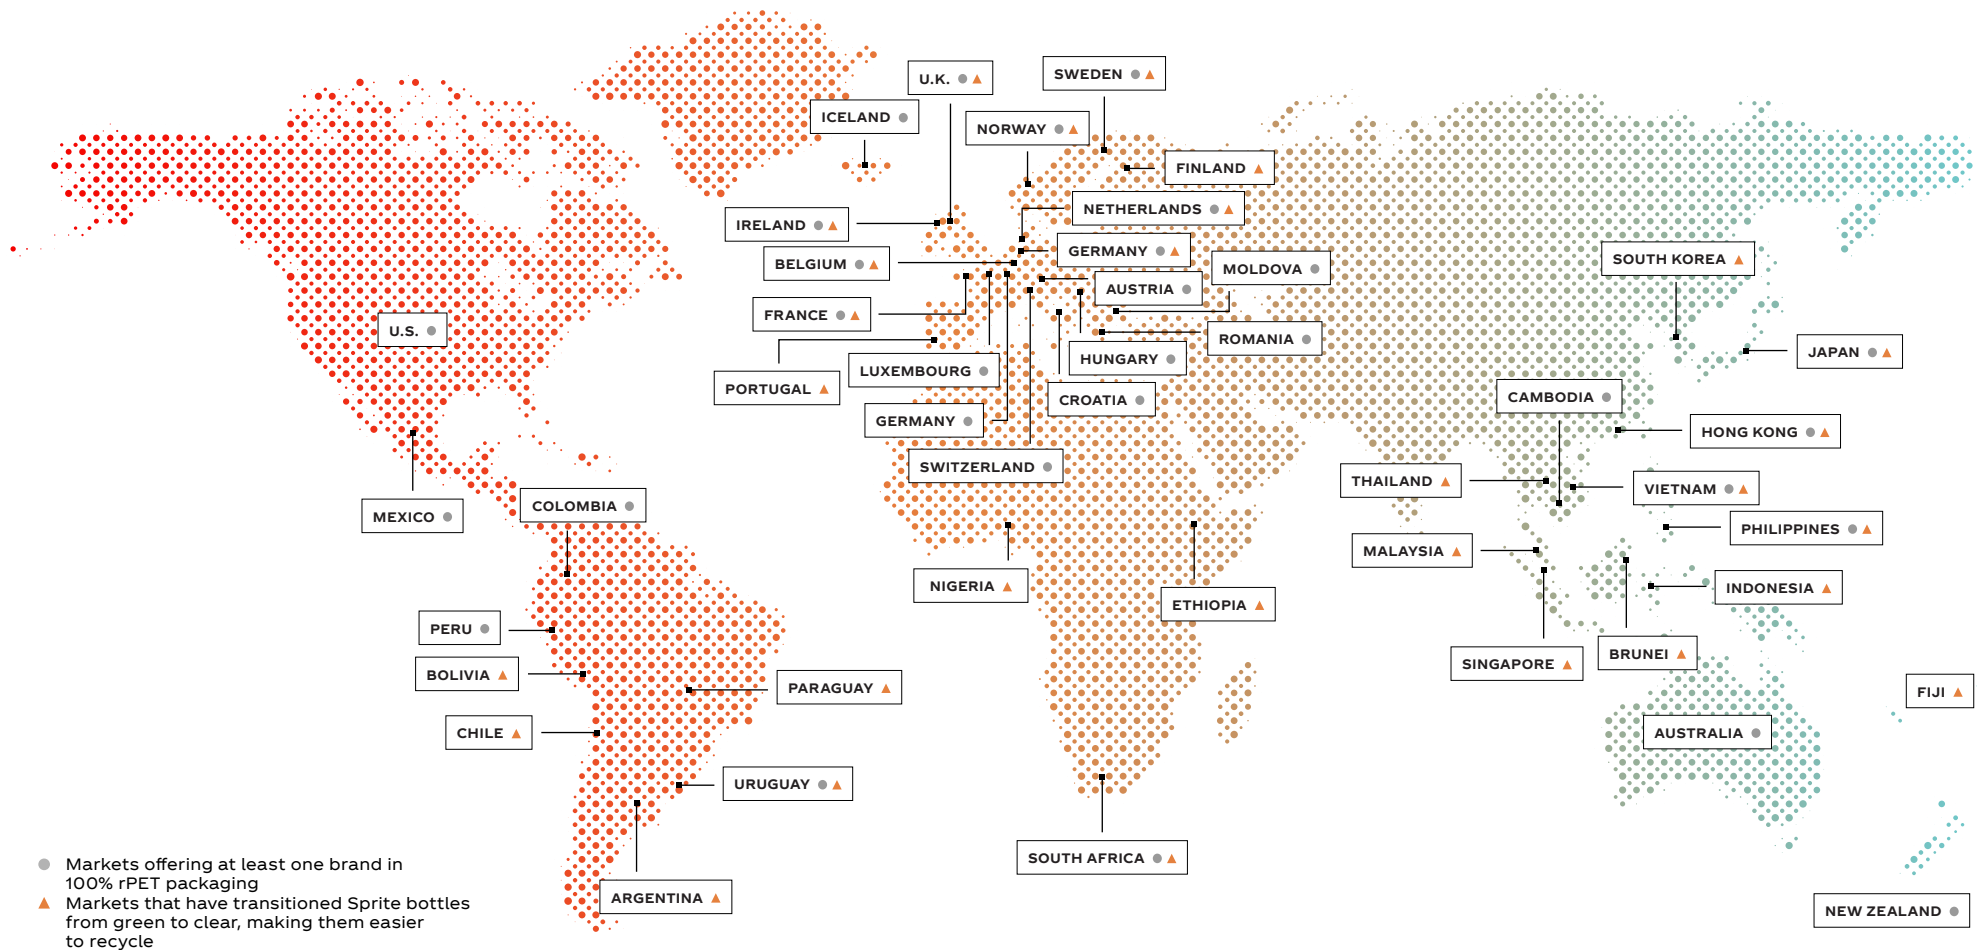 U.K.
SWEDEN
ICELAND
NORWAY
FINLAND
NETHERLANDS
IRELAND
GERMANY
BELGIUM
MOLDOVA
SOUTH KOREA
AUSTRIA
FRANCE
U.S.
ROMANIA
HUNGARY
JAPAN
LUXEMBOURG
PORTUGAL
CROATIA
CAMBODIA
GERMANY
HONG KONG
SWITZERLAND
THAILAND
VIETNAM
COLOMBIA
MEXICO
PHILIPPINES
MALAYSIA
NIGERIA
INDONESIA
ETHIOPIA
PERU
BRUNEI
SINGAPORE
BOLIVIA
PARAGUAY
FIJI
CHILE
AUSTRALIA
URUGUAY
SOUTH AFRICA
Markets offering at least one brand in
100% rPET packaging
Markets that have transitioned Sprite bottles
from green to clear, making them easier
to recycle
ARGENTINA
NEW ZEALAND